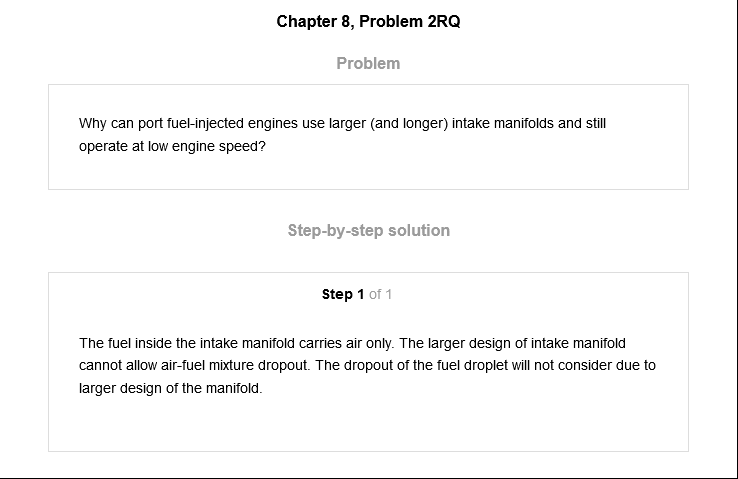 Chapter 8, Problem 2RQ
Problem
Why can port fuel-injected engines use larger (and longer) intake manifolds and still
operate at low engine speed?
Step-by-step solution
Step 1 of 1
The fuel inside the intake manifold carries air only. The larger design of intake manifold
cannot allow air-fuel mixture dropout. The dropout of the fuel droplet will not consider due to
larger design of the manifold.